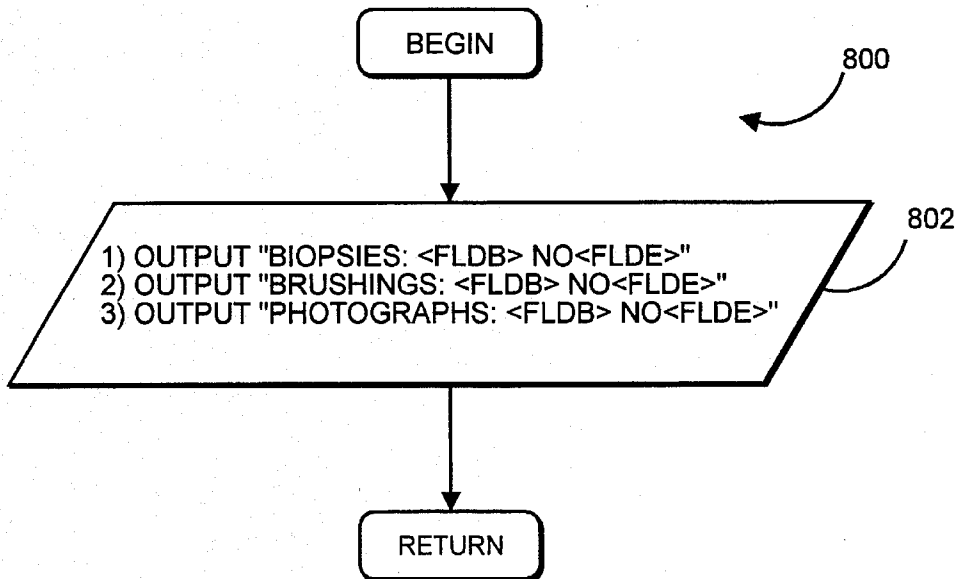 BEGIN
800
802
1) OUTPUT "BIOPSIES: <FLDB> NO<FLDE>"
2) OUTPUT "BRUSHINGS: <FLDB> NO<FLDE>"
3) OUTPUT "PHOTOGRAPHS: <FLDB> NO<FLDE>"
RETURN